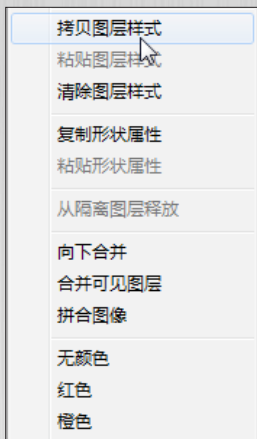 拷贝图层样式
粘贴图层样式
清除图层样式
复制形状属性
粘贴形状属性
从隔离图层释放
向下合并
合并可见图层
拼合图像
无颜色
红色
橙色